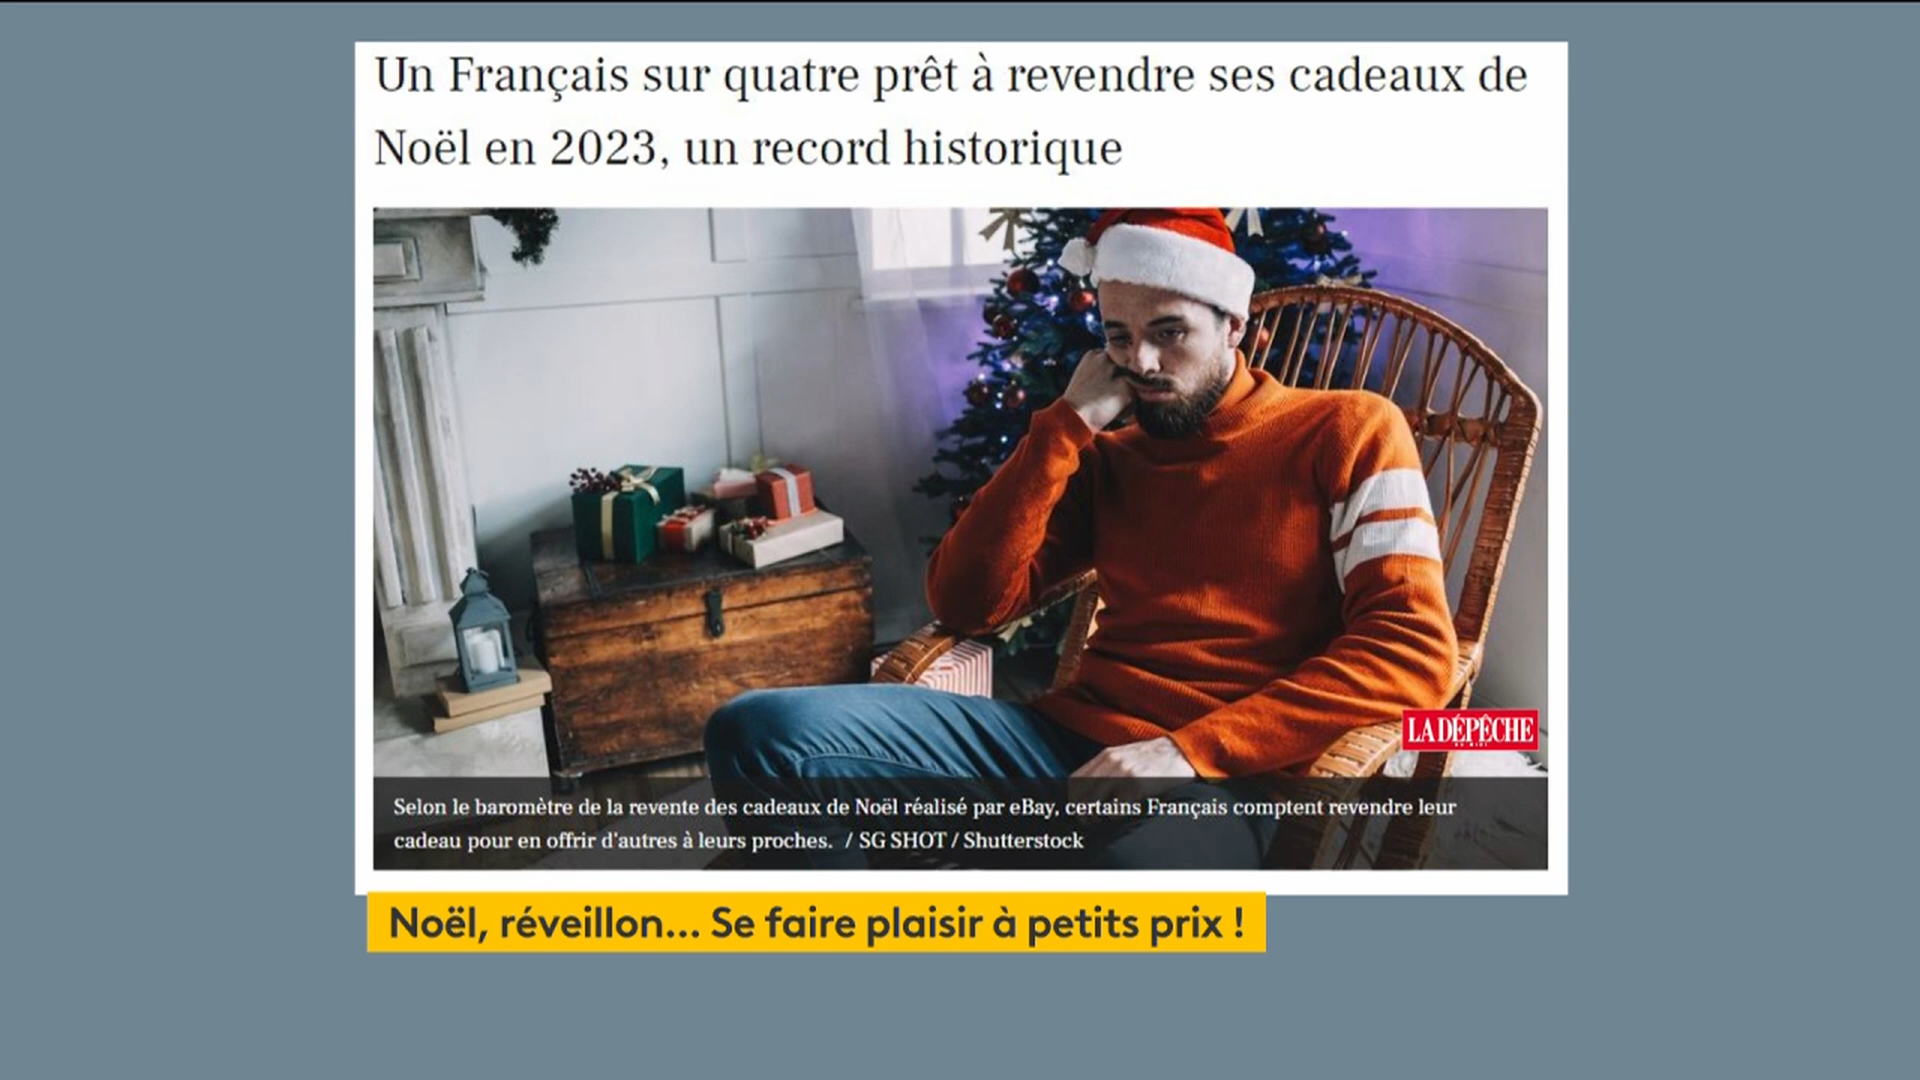 Un Français sur quatre prêt à revendre ses cadeaux de
Noël en 2023, un record historique
LA DÉPÊCHE
DU MIDI
Selon le baromètre de la revente des cadeaux de Noël réalisé par eBay, certains Français comptent revendre leur
cadeau pour en offrir d'autres à leurs proches. / SG SHOT / Shutterstock
Noël, réveillon... Se faire plaisir à petits prix !